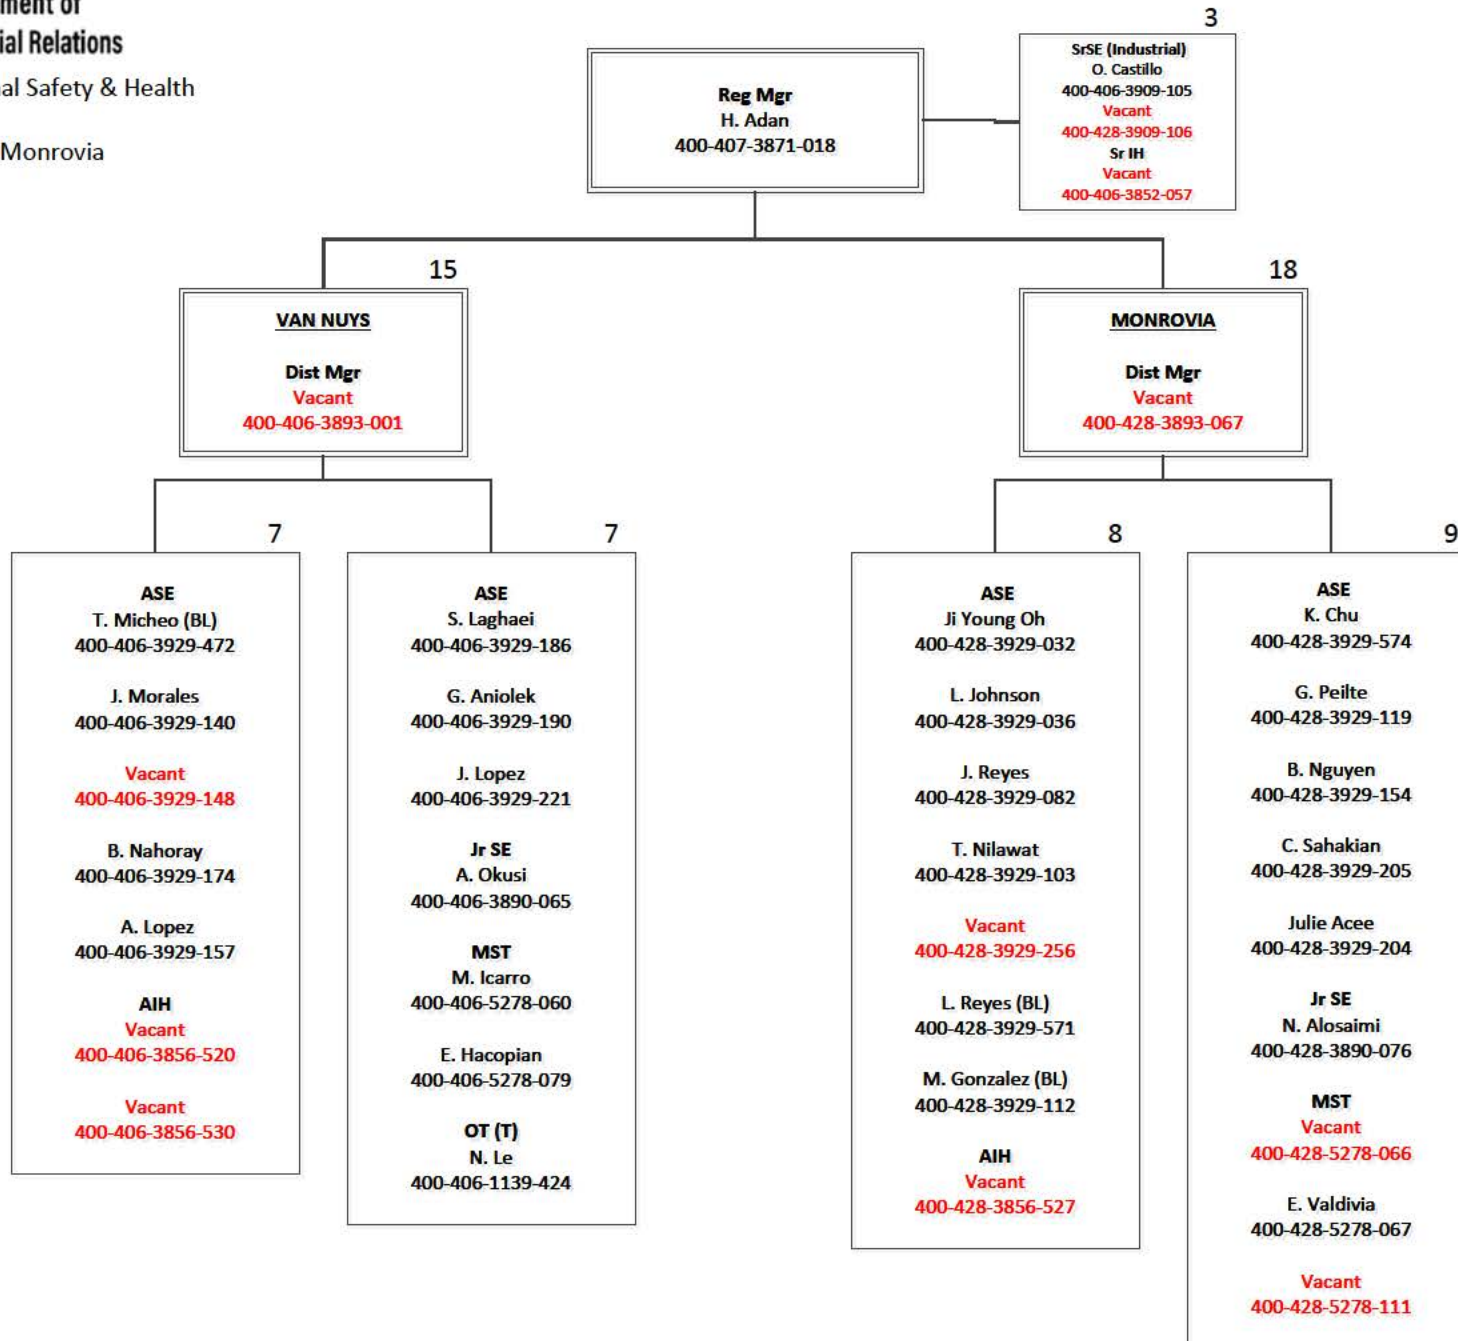 Relations
Safety & Health
Monrovia
3
SrSE (Industrial)
O. Castillo
400-406-3909-105
Vacant
400-428-3909-106
Sr IH
Vacant
400-406-3852-057
Reg Mgr
H. Adan
400-407-3871-018
15
VAN NUYS
Dist Mgr
Vacant
400-406-3893-001
18
MONROVIA
Dist Mgr
Vacant
400-428-3893-067
7
ASE
T. Micheo (BL)
400-406-3929-472
J. Morales
400-406-3929-140
Vacant
400-406-3929-148
B. Nahoray
400-406-3929-174
A. Lopez
400-406-3929-157
AIH
Vacant
400-406-3856-520
Vacant
400-406-3856-530
7
ASE
S. Laghaei
400-406-3929-186
G. Aniolek
400-406-3929-190
J. Lopez
400-406-3929-221
Jr SE
A. Okusi
400-406-3890-065
MST
M. Icarro
400-406-5278-060
E. Hacopian
400-406-5278-079
OT (T)
N. Le
400-406-1139-424
8
ASE
Ji Young Oh
400-428-3929-032
L. Johnson
400-428-3929-036
J. Reyes
400-428-3929-082
T. Nilawat
400-428-3929-103
Vacant
400-428-3929-256
L. Reyes (BL)
400-428-3929-571
M. Gonzalez (BL)
400-428-3929-112
AIH
Vacant
400-428-3856-527
9
ASE
K. Chu
400-428-3929-574
G. Peilte
400-428-3929-119
B. Nguyen
400-428-3929-154
C. Sahakian
400-428-3929-205
Julie Acee
400-428-3929-204
Jr SE
N. Alosaimi
400-428-3890-076
MST
Vacant
400-428-5278-066
E. Valdivia
400-428-5278-067
Vacant
400-428-5278-111